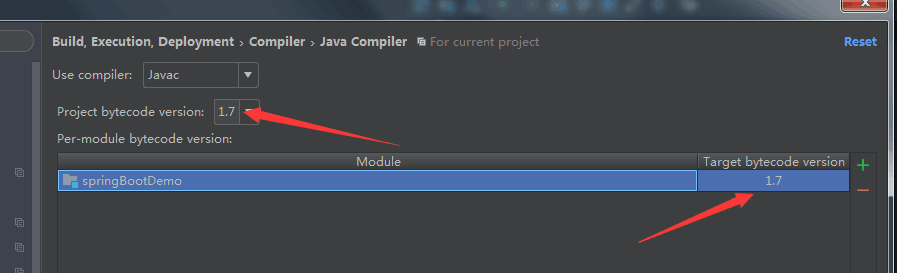 Build, Execution, Deployment › Compiler › Java Compiler For current project Reset
Use compiler: Javac
Project bytecode version: 1.7
Per-module bytecode version:
Module Target bytecode version
springBootDemo 1.7